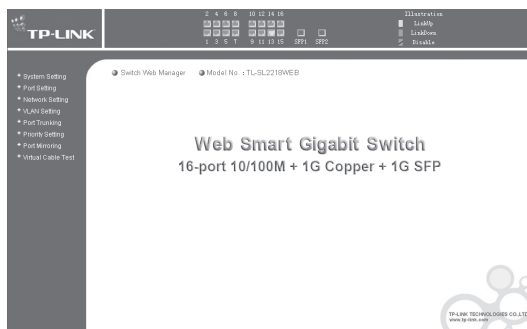 TP-LINK
2 4 6 8 10 12 14 16
1 3 5 7 9 11 13 15 SFP1 SFP2
Illustration
LinkUp
LinkDown
Disable
System Setting
Port Setting
Network Setting
VLAN Setting
Port Trunking
Priority Setting
Port Mirroring
Virtual Cable Test
Switch Web Manager Model No. : TL-SL2218WEB
Web Smart Gigabit Switch
16-port 10/100M + 1G Copper + 1G SFP
TP-LINK TECHNOLOGIES CO.,LTD
www.tp-link.com